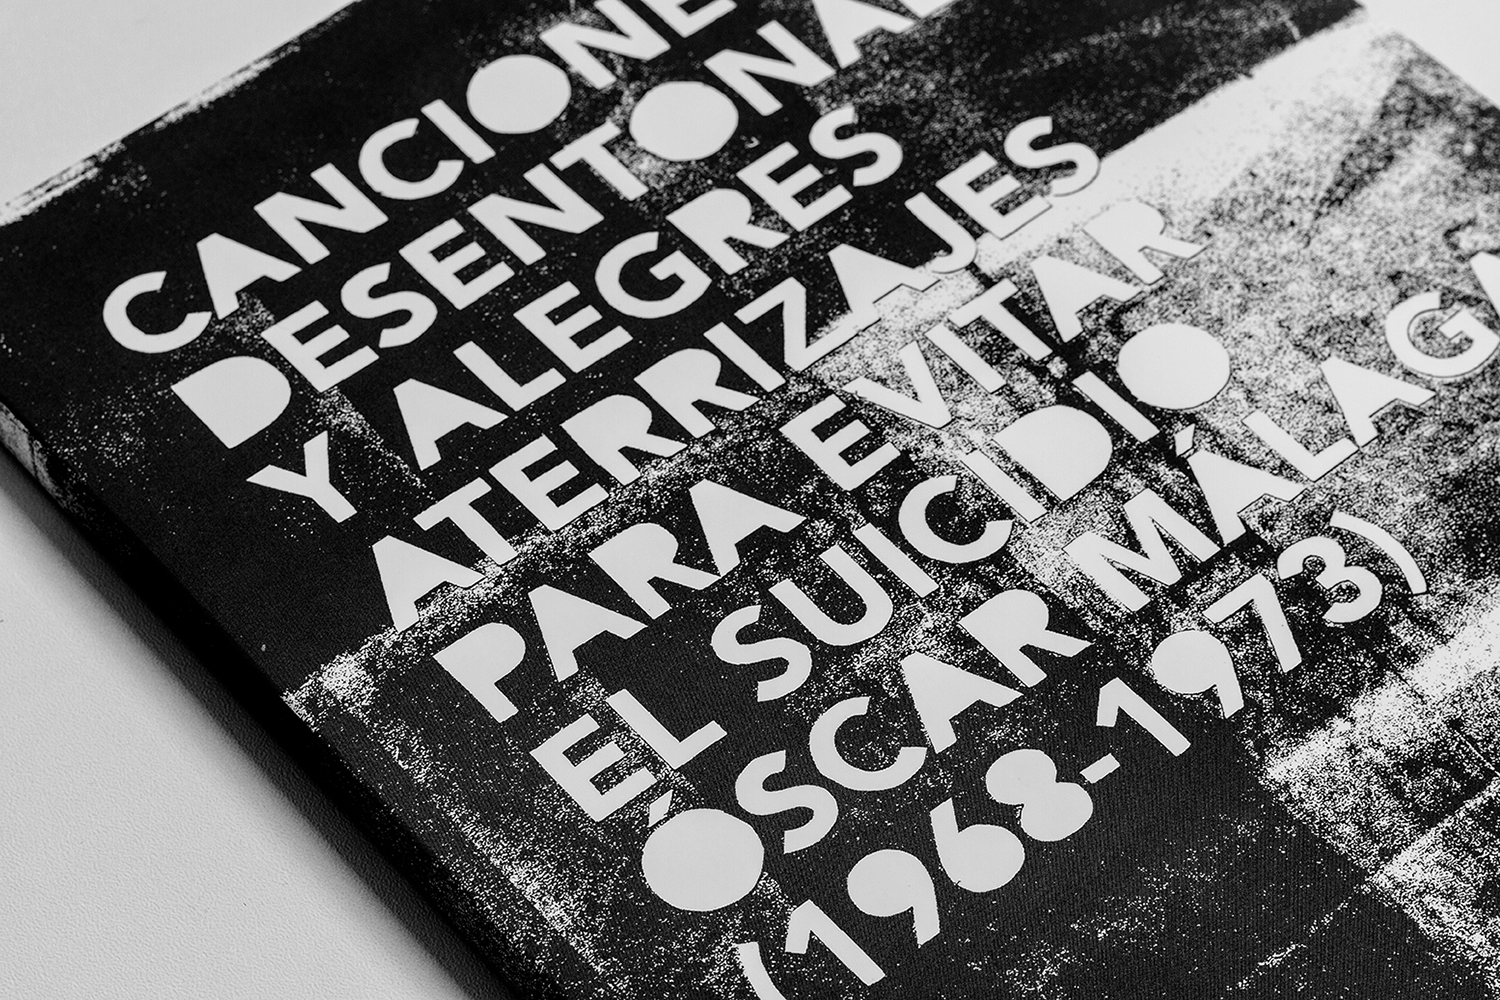 CANCIONE
DESENTONA
Y ALEGRES
ATERRIZAJES
PARA EVITAR
EL SUICIDIO
ÓSCAR MÁLAGA
(1968-1973)